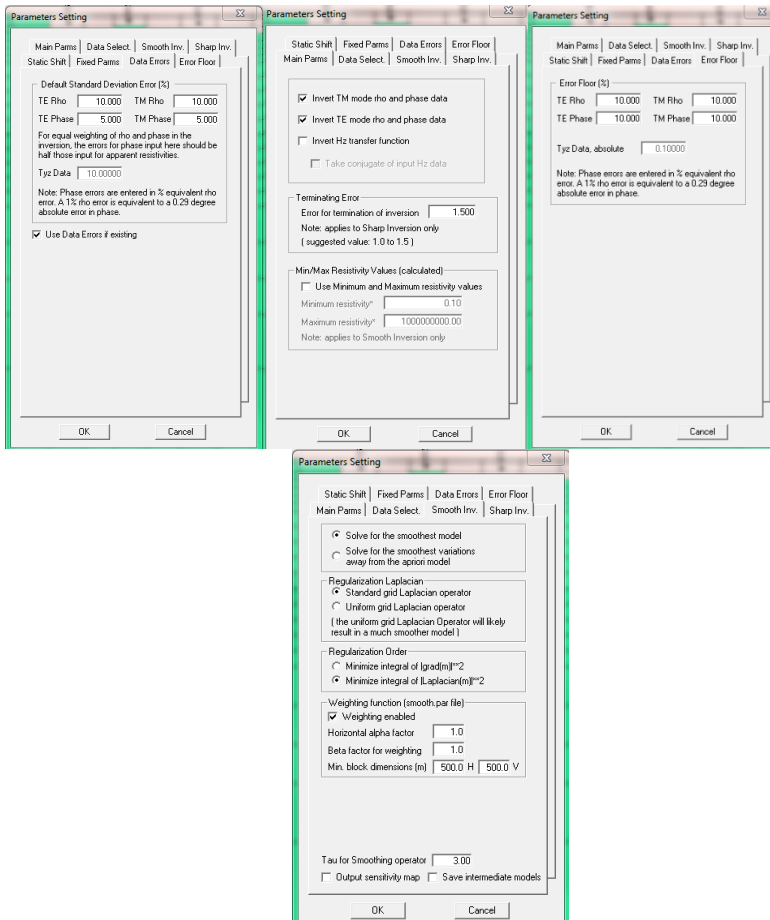 Parameters Setting
Main Parms Data Select. Smooth Inv. Sharp Inv.
Static Shift Fixed Parms Data Errors Error Floor
Default Standard Deviation Error (%)
TE Rho 10.000 TM Rho 10.000
TE Phase 5.000 TM Phase 5.000
For equal weighting of rho and phase in the
inversion, the errors for phase input here should be
half those input for apparent resistivities.
Tyz Data 10.00000
Note: Phase errors are entered in % equivalent rho
error. A 1% rho error is equivalent to a 0.29 degree
absolute error in phase.
Use Data Errors if existing
OK Cancel
Parameters Setting
Static Shift Fixed Parms Data Errors Error Floor
Main Parms Data Select. Smooth Inv. Sharp Inv.
Invert TM mode rho and phase data
Invert TE mode rho and phase data
Invert Hz transfer function
Take conjugate of input Hz data
Terminating Error
Error for termination of inversion 1.500
Note: applies to Sharp Inversion only
( suggested value: 1.0 to 1.5 )
Min/Max Resistivity Values (calculated)
Use Minimum and Maximum resistivity values
Minimum resistivity* 0.10
Maximum resistivity* 1000000000.00
Note: applies to Smooth Inversion only
OK Cancel
Parameters Setting
Main Parms Data Select. Smooth Inv. Sharp Inv.
Static Shift Fixed Parms Data Errors Error Floor
Error Floor (%)
TE Rho 10.000 TM Rho 10.000
TE Phase 10.000 TM Phase 10.000
Tyz Data, absolute 0.10000
Note: Phase errors are entered in % equivalent rho
error. A 1% rho error is equivalent to a 0.29 degree
absolute error in phase.
OK Cancel
Parameters Setting
Static Shift Fixed Parms Data Errors Error Floor
Main Parms Data Select. Smooth Inv. Sharp Inv.
Solve for the smoothest model
Solve for the smoothest variations
away from the apriori model
Regularization Laplacian
Standard grid Laplacian operator
Uniform grid Laplacian operator
( the uniform grid Laplacian Operator will likely
result in a much smoother model )
Regularization Order
Minimize integral of |grad(m)|**2
Minimize integral of |Laplacian(m)|**2
Weighting function (smooth.par file)
Weighting enabled
Horizontal alpha factor 1.0
Beta factor for weighting 1.0
Min. block dimensions (m) 500.0 H 500.0 V
Tau for Smoothing operator 3.00
Output sensitivity map Save intermediate models
OK Cancel